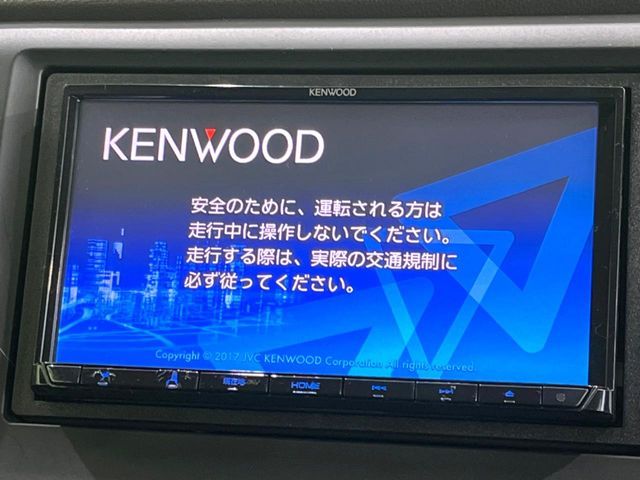 KENWOOD
KENWOOD
安全のために、運転される方は
走行中に操作しないでください。
走行する際は、実際の交通規制に
必ず従ってください。
Copyright © 2017 JVC KENWOOD Corporation All rights reserved.
現在地 HOME